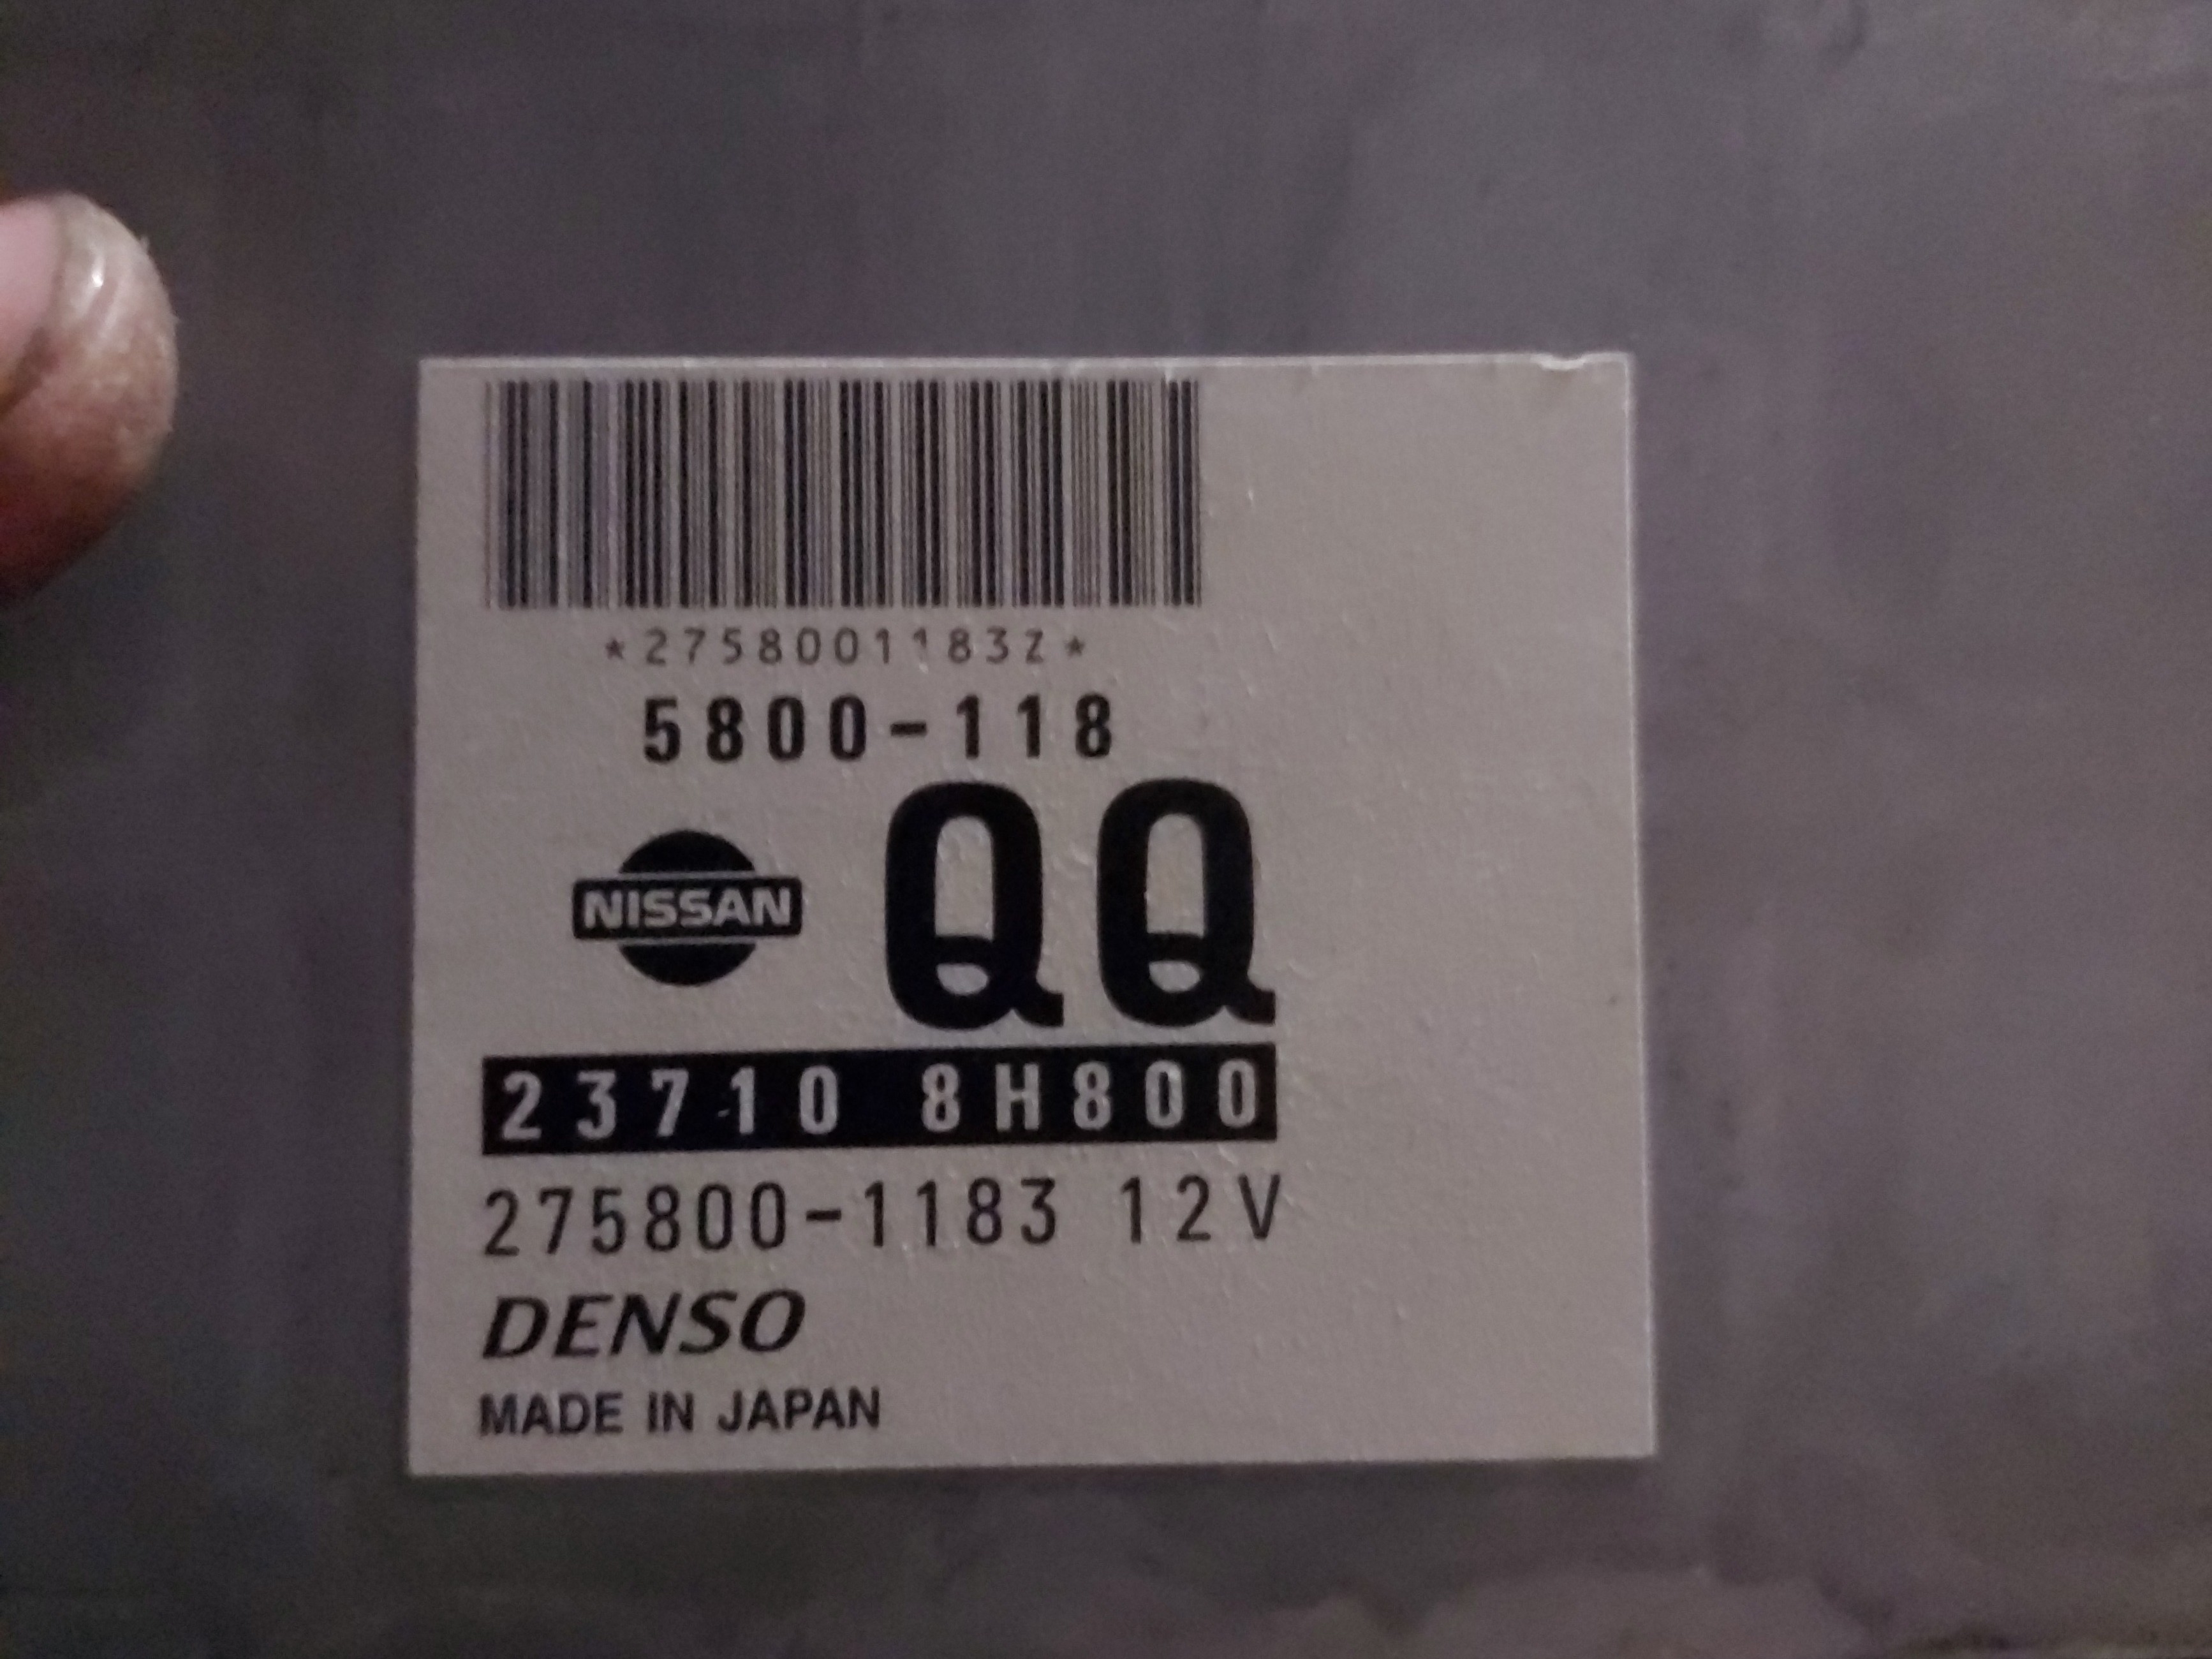 *2758001183Z*
5800-118
NISSAN QQ
23710 8H800
275800-1183 12V
DENSO
MADE IN JAPAN